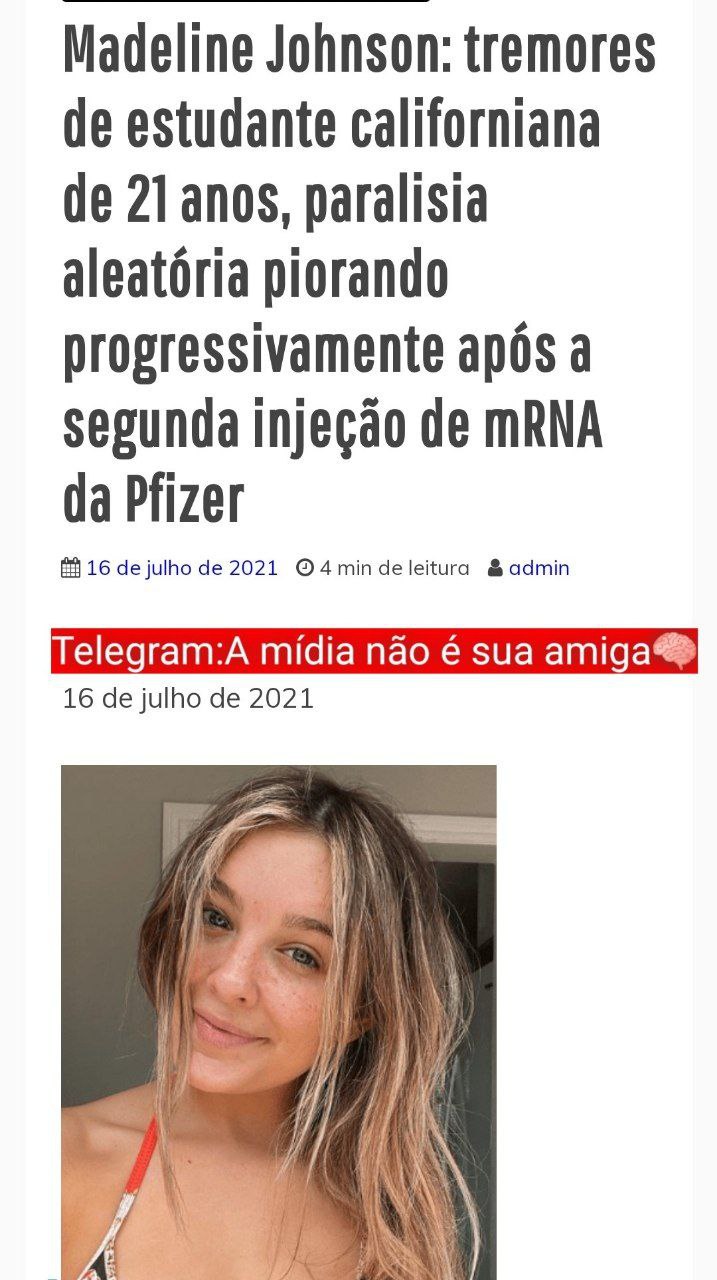 Madeline Johnson: tremores
de estudante californiana
de 21 anos, paralisia
aleatória piorando
progressivamente após a
segunda injeção de mRNA
da Pfizer
16 de julho de 2021 4 min de leitura admin
Telegram:A mídia não é sua amiga🧠
16 de julho de 2021